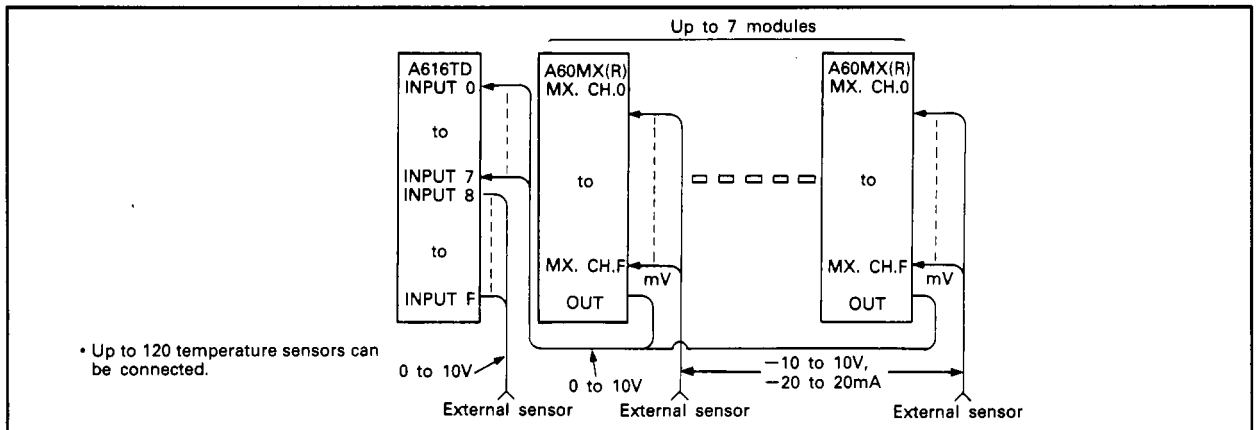 Up to 7 modules
A616TD
INPUT 0
to
INPUT 7
INPUT 8
to
INPUT F
A60MX(R)
MX. CH.0
to
MX. CH.F
OUT
mV
A60MX(R)
MX. CH.0
to
MX. CH.F
OUT
mV
• Up to 120 temperature sensors can
be connected.
0 to 10V
0 to 10V
—10 to 10V,
—20 to 20mA
External sensor
External sensor
External sensor